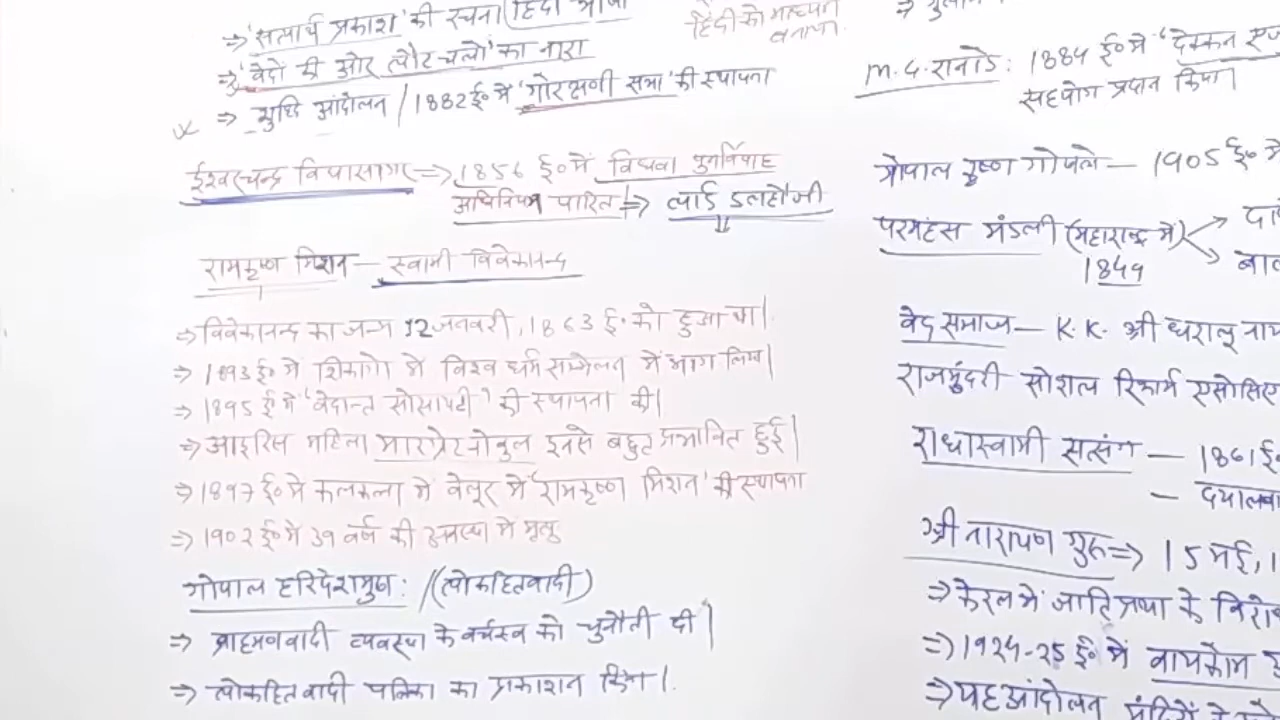 ⇒ 'सत्यार्थ प्रकाश' की रचना (हिंदी भाषा
हिंदी को माध्यम
बनाया.
⇒ 'वेदो की ओर लौट चलो' का नारा
⇒ शुद्धि आंदोलन / 1882 ई० मे 'गौरक्षणी सभा' की स्थापना
ईश्वरचन्द्र विद्यासागर ⇒ 1856 ई० में विधवा पुनर्विवाह
अधिनियम पारित ⇒ लार्ड डलहौजी
रामकृष्ण मिशन — स्वामी विवेकानन्द
⇒ विवेकानन्द का जन्म 12 जनवरी, 1863 ई० को हुआ था|
⇒ 1893 ई० मे शिकागो मे विश्व धर्म सम्मेलन में भाग लिया|
⇒ 1895 ई० मे 'वेदान्त सोसायटी' की स्थापना की|
⇒ आइरिस महिला मारग्रेट नोबुल इनसे बहुत प्रभावित हुई|
⇒ 1897 ई० मे कलकत्ता में वेलूर में 'रामकृष्ण मिशन' की स्थापना
⇒ 1902 ई० मे 39 वर्ष की अवस्था मे मृत्यु
गोपाल हरिदेशमुख: / (लोकहितवादी)
⇒ ब्राह्मणवादी व्यवस्था के वर्चस्व को चुनौती दी|
⇒ लोकहितवादी पत्रिका का प्रकाशन किया|.
M. G. रानाडे: 1884 ई० मे 'देक्कन एज
सहयोग प्रदान किया|
गोपाल कृष्ण गोखले — 1905 ई० मे
परमहंस मंडली (महाराष्ट्र मे)
1849
वेद समाज — K. K. श्री धरालू नाय
राजमुंदरी सोशल रिफार्म एसोसिए
राधास्वामी सत्संग — 1861 ई०
— दयालबा
श्री नारायण गुरु ⇒ 15 मई, 1
⇒ केरल मे जाति प्रथा के विरोध
⇒ 1924-25 ई० में वायकोम
⇒ यह आंदोलन मंदिरों मे